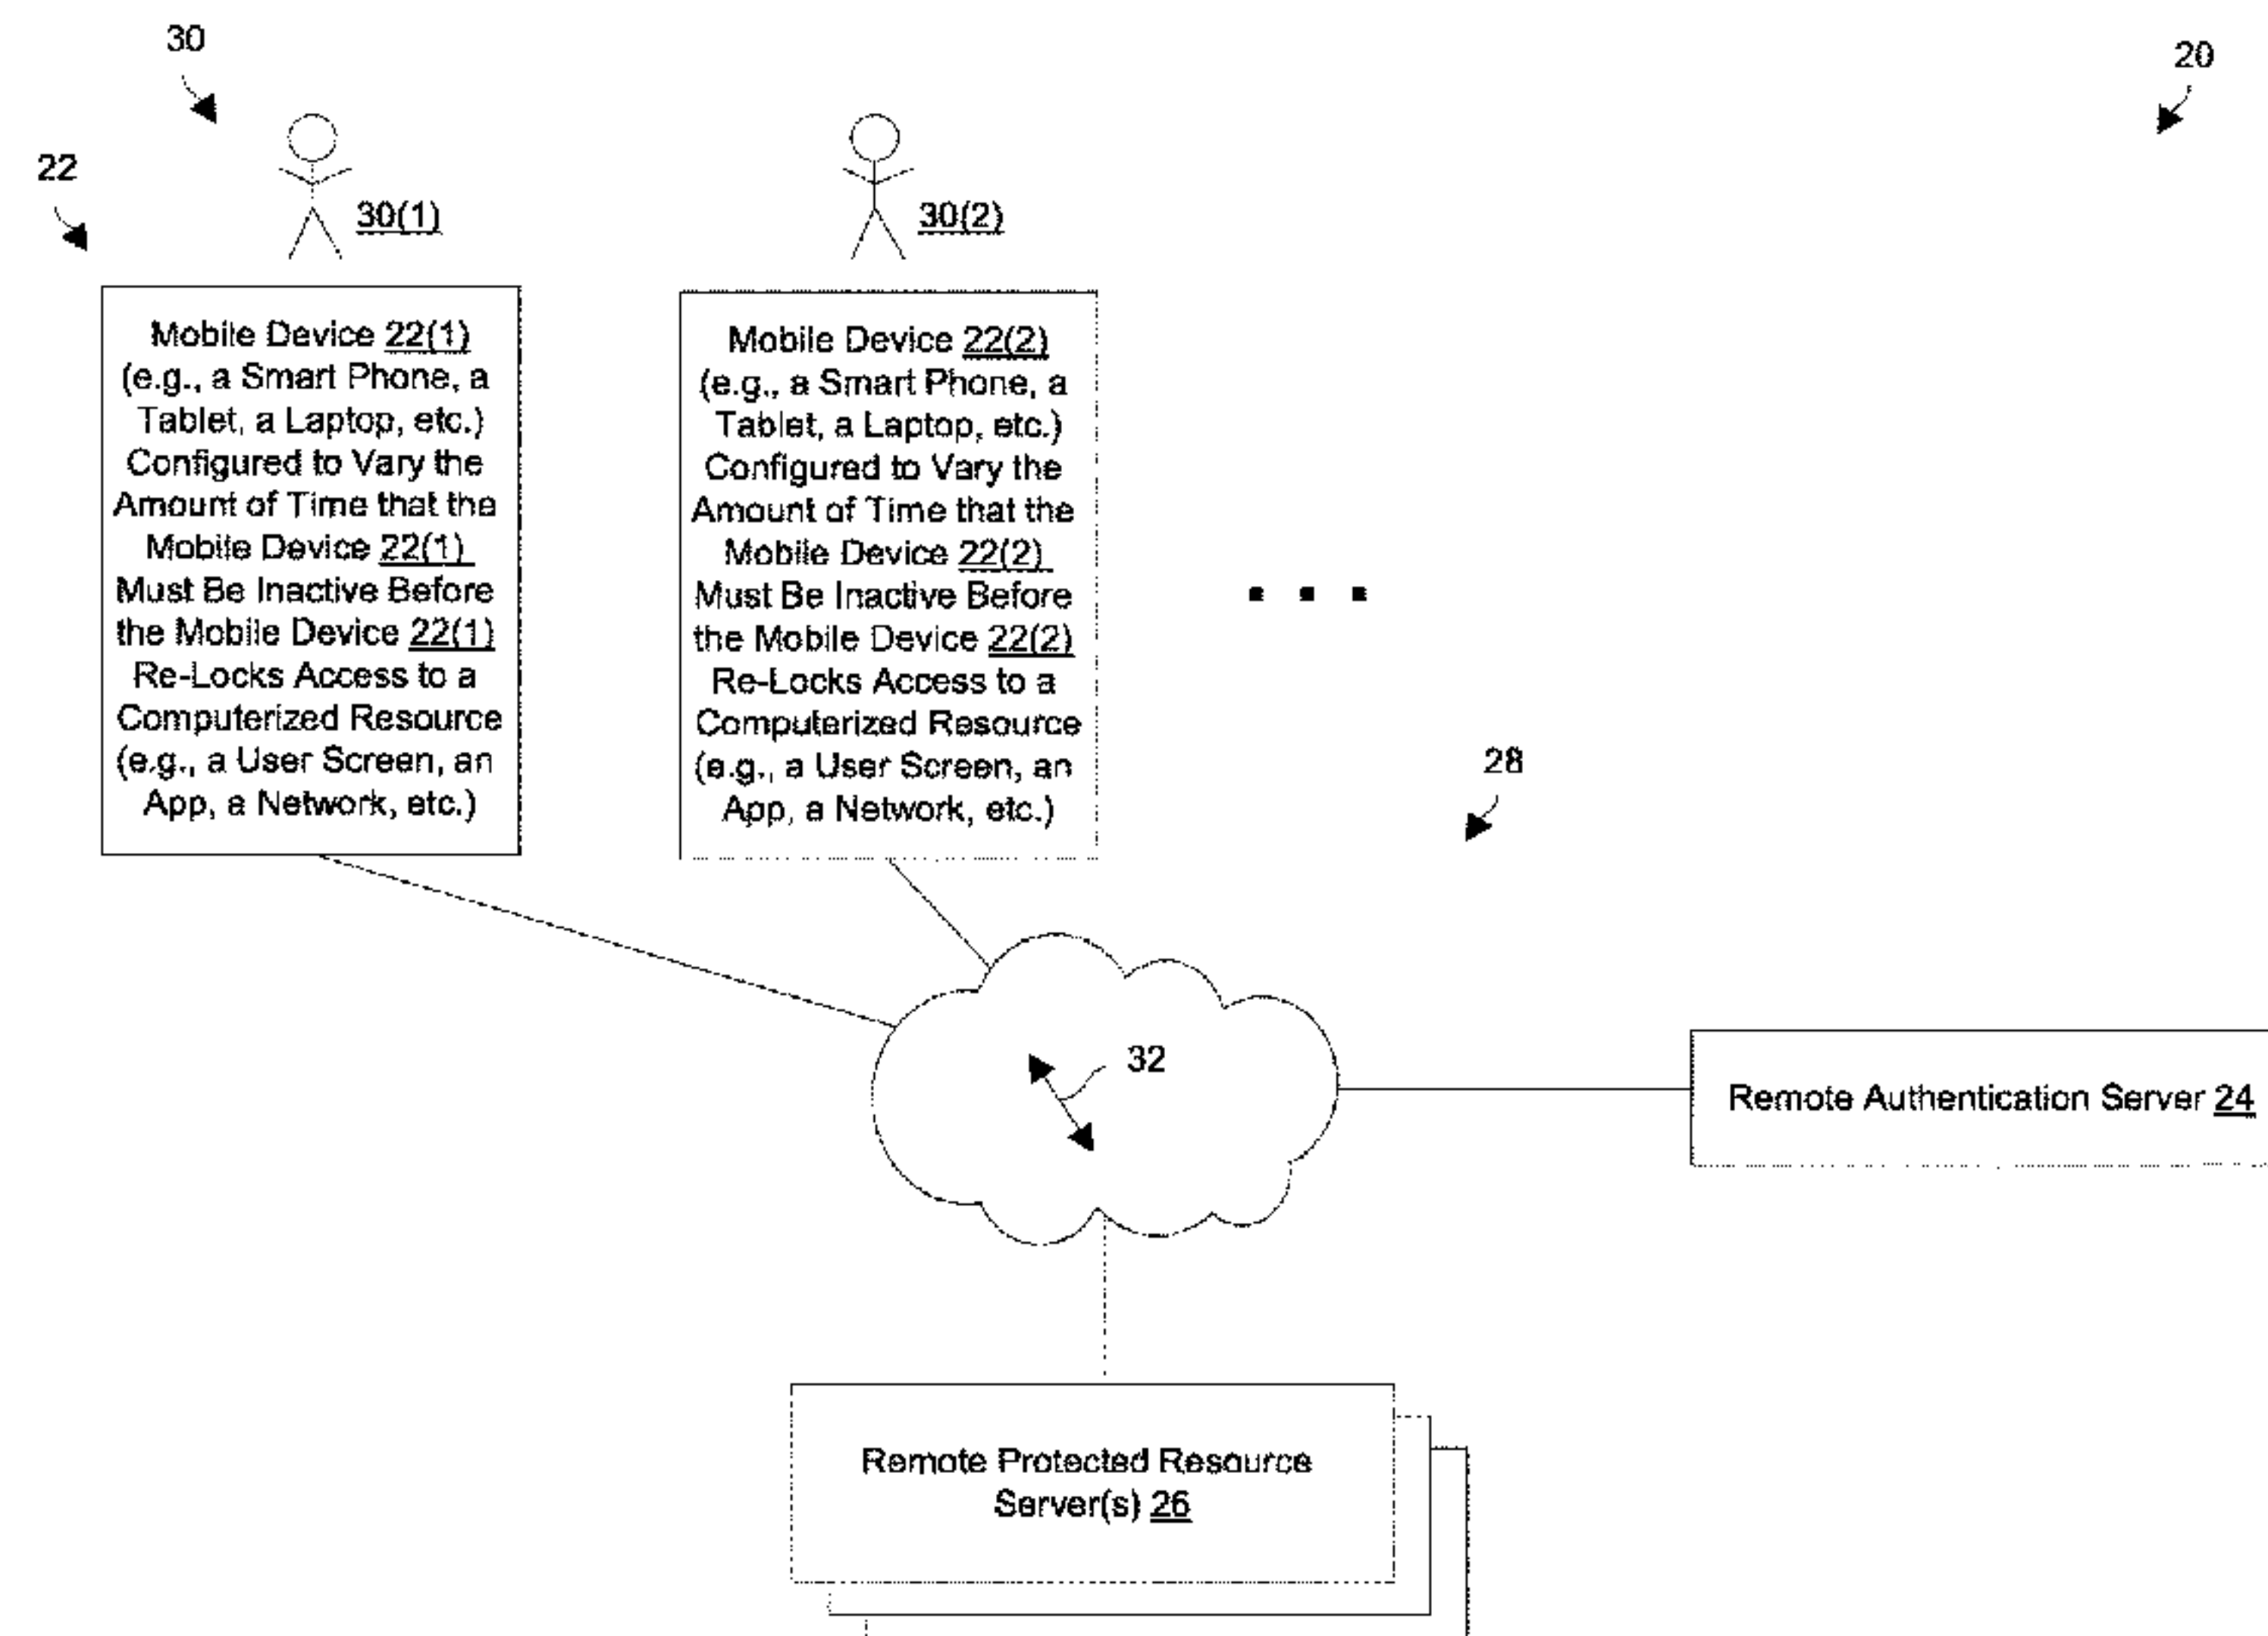 30
20
22
30(1)
30(2)
Mobile Device 22(1)
(e.g., a Smart Phone, a
Tablet, a Laptop, etc.)
Configured to Vary the
Amount of Time that the
Mobile Device 22(1)
Must Be Inactive Before
the Mobile Device 22(1)
Re-Locks Access to a
Computerized Resource
(e.g., a User Screen, an
App, a Network, etc.)
Mobile Device 22(2)
(e.g., a Smart Phone, a
Tablet, a Laptop, etc.)
Configured to Vary the
Amount of Time that the
Mobile Device 22(2)
Must Be Inactive Before
the Mobile Device 22(2)
Re-Locks Access to a
Computerized Resource
(e.g., a User Screen, an
App, a Network, etc.)
. . .
28
32
Remote Authentication Server 24
Remote Protected Resource
Server(s) 26